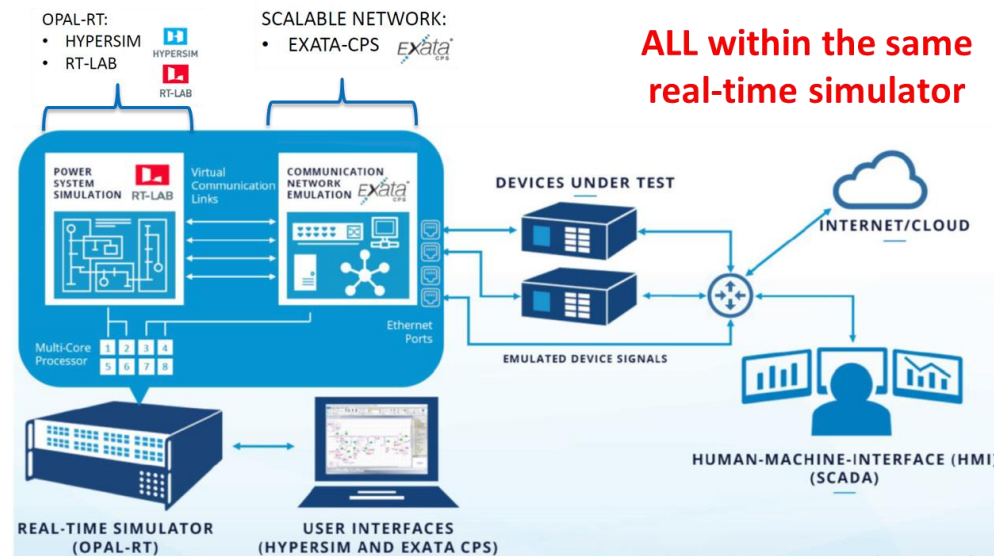 OPAL-RT:
• HYPERSIM
• RT-LAB
HYPERSIM
RT-LAB
SCALABLE NETWORK:
• EXATA-CPS
EXata
CPS
ALL within the same
real-time simulator
POWER
SYSTEM
SIMULATION
RT-LAB
Virtual
Communication
Links
COMMUNICATION
NETWORK
EMULATION
EXata
CPS
DEVICES UNDER TEST
INTERNET/CLOUD
Ethernet
Ports
EMULATED DEVICE SIGNALS
Multi-Core
Processor
1 2 3 4
5 6 7 8
HUMAN-MACHINE-INTERFACE (HMI)
(SCADA)
REAL-TIME SIMULATOR
(OPAL-RT)
USER INTERFACES
(HYPERSIM AND EXATA CPS)